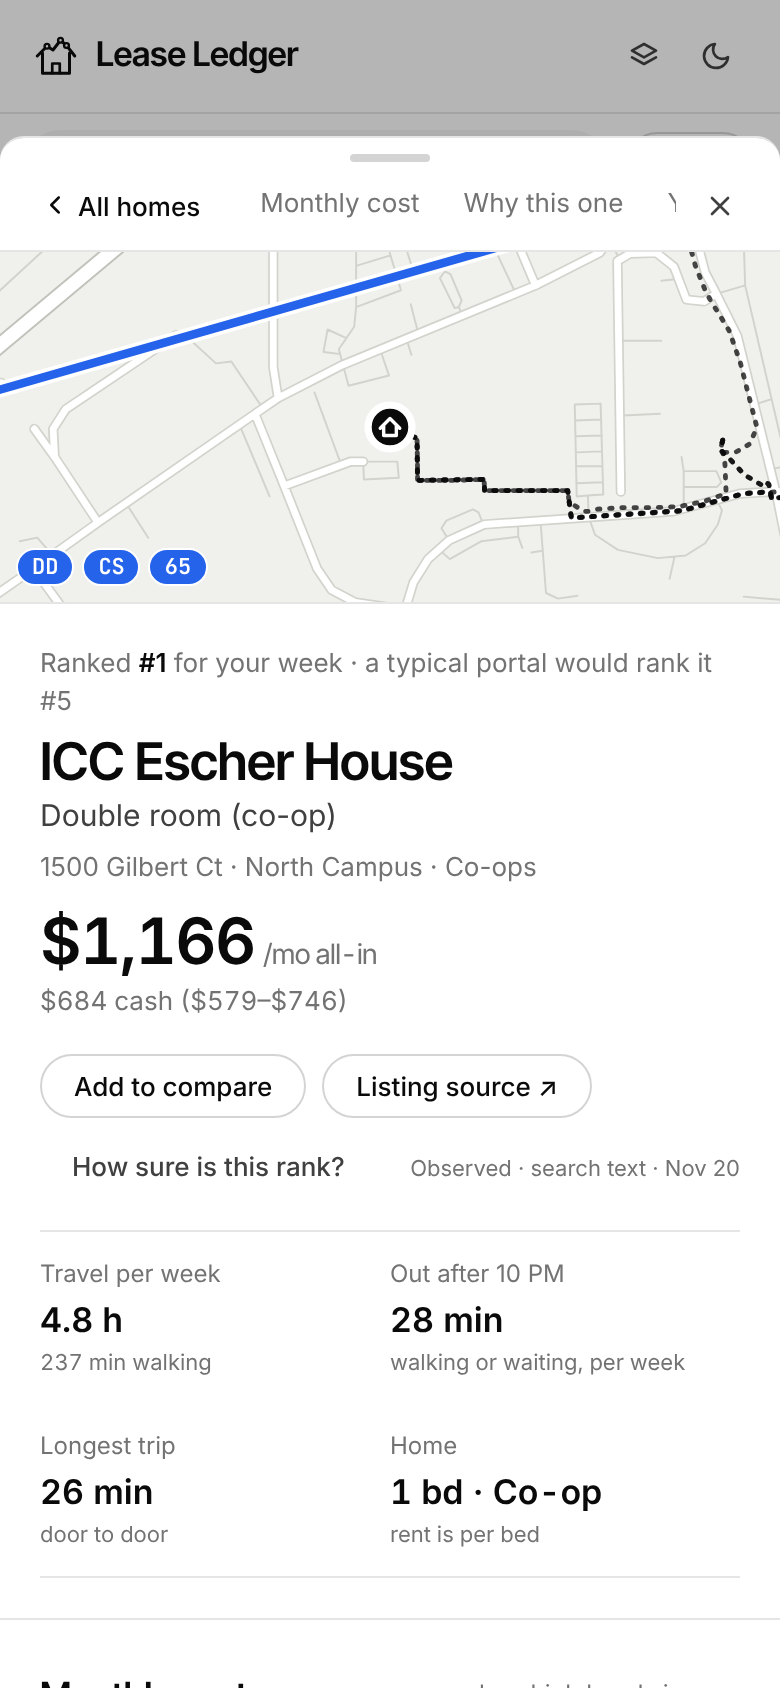 Lease Ledger
All homes
Monthly cost
Why this one
DD
CS
65
Ranked #1 for your week · a typical portal would rank it
#5
ICC Escher House
Double room (co-op)
1500 Gilbert Ct · North Campus · Co-ops
$1,166 /mo all-in
$684 cash ($579–$746)
Add to compare
Listing source ↗
How sure is this rank?
Observed · search text · Nov 20
Travel per week
4.8 h
237 min walking
Out after 10 PM
28 min
walking or waiting, per week
Longest trip
26 min
door to door
Home
1 bd · Co-op
rent is per bed